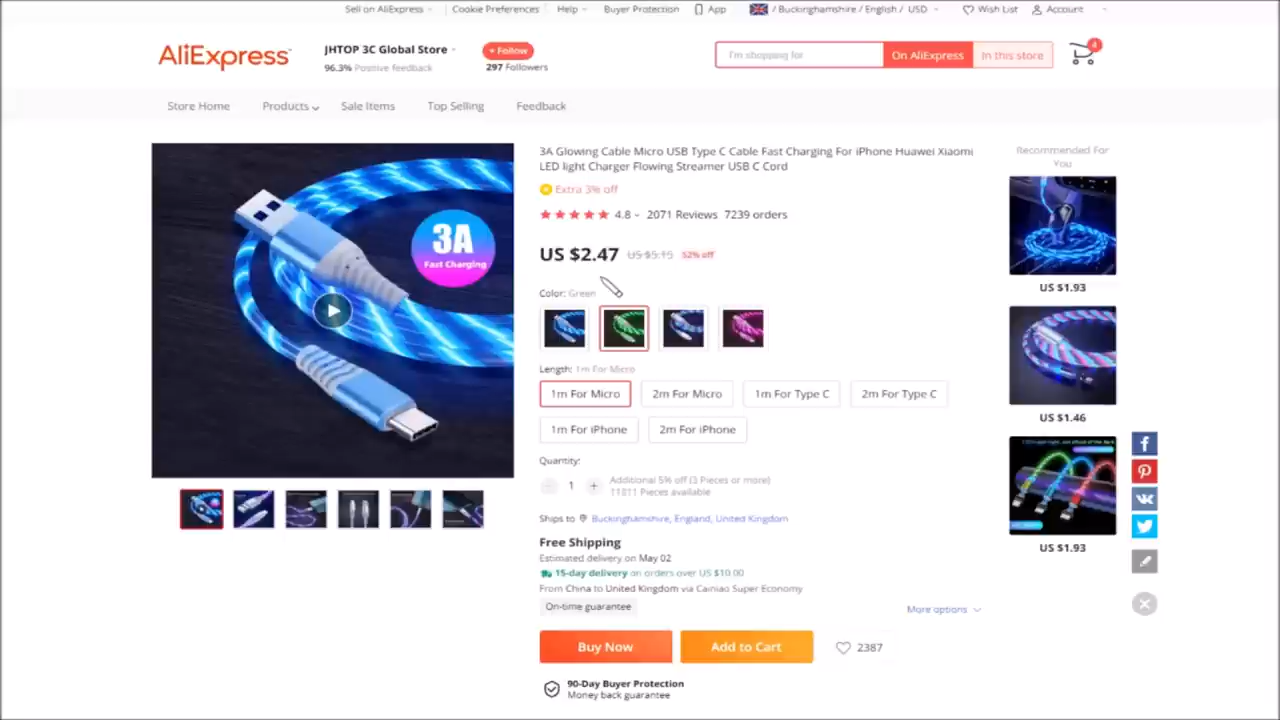 Sell on AliExpress Cookie Preferences Help Buyer Protection App / Buckinghamshire / English / USD Wish List Account
AliExpress
JHTOP 3C Global Store
96.3% Positive feedback
+ Follow
297 Followers
I'm shopping for
On AliExpress
In this store
4
Store Home Products Sale Items Top Selling Feedback
3A
Fast Charging
3A Glowing Cable Micro USB Type C Cable Fast Charging For iPhone Huawei Xiaomi
LED light Charger Flowing Streamer USB C Cord
Extra 3% off
4.8 2071 Reviews 7239 orders
US $2.47 US $5.15 52% off
Color: Green
Length: 1m For Micro
1m For Micro 2m For Micro 1m For Type C 2m For Type C
1m For iPhone 2m For iPhone
Quantity:
1 + Additional 5% off (3 Pieces or more)
11811 Pieces available
Ships to Buckinghamshire, England, United Kingdom
Free Shipping
Estimated delivery on May 02
15-day delivery on orders over US $10.00
From China to United Kingdom via Cainiao Super Economy
On-time guarantee
More options
Buy Now Add to Cart 2387
90-Day Buyer Protection
Money back guarantee
Recommended For
You
US $1.93
US $1.46
US $1.93